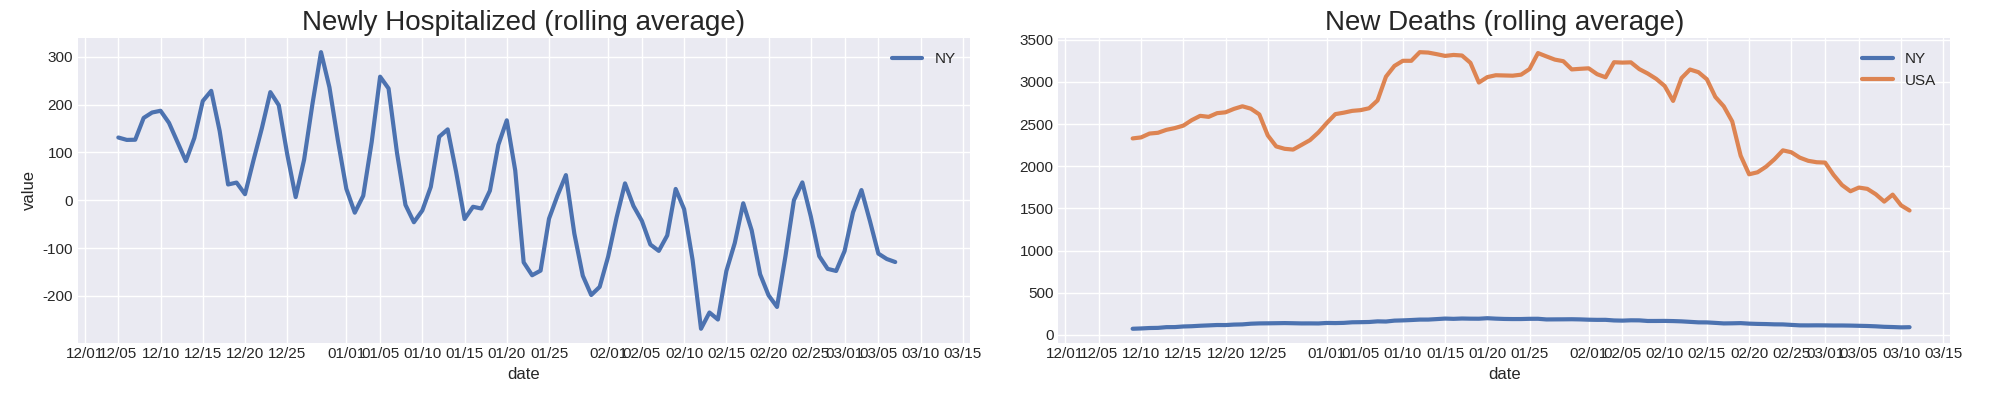 Newly Hospitalized (rolling average)
300
200
100
0
-100
-200
value
NY
12/01 12/05 12/10 12/15 12/20 12/25 01/01 01/05 01/10 01/15 01/20 01/25 02/01 02/05 02/10 02/15 02/20 02/25 03/01 03/05 03/10 03/15
date
New Deaths (rolling average)
3500
3000
2500
2000
1500
1000
500
0
NY
USA
12/01 12/05 12/10 12/15 12/20 12/25 01/01 01/05 01/10 01/15 01/20 01/25 02/01 02/05 02/10 02/15 02/20 02/25 03/01 03/05 03/10 03/15
date